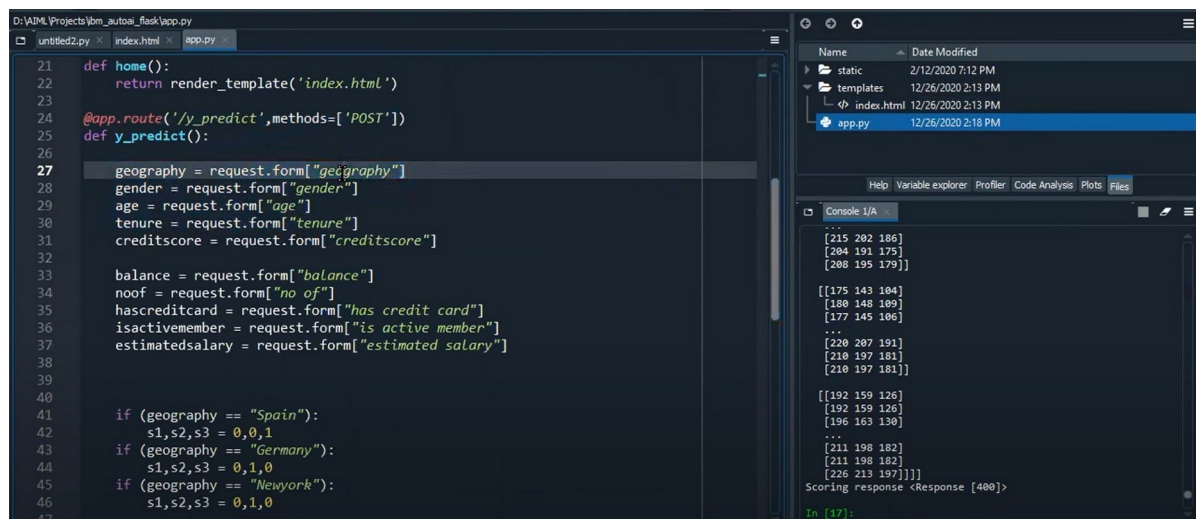 D:\AIML\Projects\ibm_autoai_flask\app.py
untitled2.py
index.html
app.py
21 def home():
22 return render_template('index.html')
23
24 @app.route('/y_predict',methods=['POST'])
25 def y_predict():
26
27 geography = request.form["geography"]
28 gender = request.form["gender"]
29 age = request.form["age"]
30 tenure = request.form["tenure"]
31 creditscore = request.form["creditscore"]
32
33 balance = request.form["balance"]
34 noof = request.form["no of"]
35 hascreditcard = request.form["has credit card"]
36 isactivemember = request.form["is active member"]
37 estimatedsalary = request.form["estimated salary"]
38
39
40
41 if (geography == "Spain"):
42 s1,s2,s3 = 0,0,1
43 if (geography == "Germany"):
44 s1,s2,s3 = 0,1,0
45 if (geography == "Newyork"):
46 s1,s2,s3 = 0,1,0
Name Date Modified
static 2/12/2020 7:12 PM
templates 12/26/2020 2:13 PM
index.html 12/26/2020 2:13 PM
app.py 12/26/2020 2:18 PM
Help Variable explorer Profiler Code Analysis Plots Files
Console 1/A
...
[215 202 186]
[204 191 175]
[208 195 179]]
[[175 143 104]
[180 148 109]
[177 145 106]
...
[220 207 191]
[210 197 181]
[210 197 181]]
[[192 159 126]
[192 159 126]
[196 163 130]
...
[211 198 182]
[211 198 182]
[226 213 197]]]]
Scoring response <Response [400]>
In [17]: